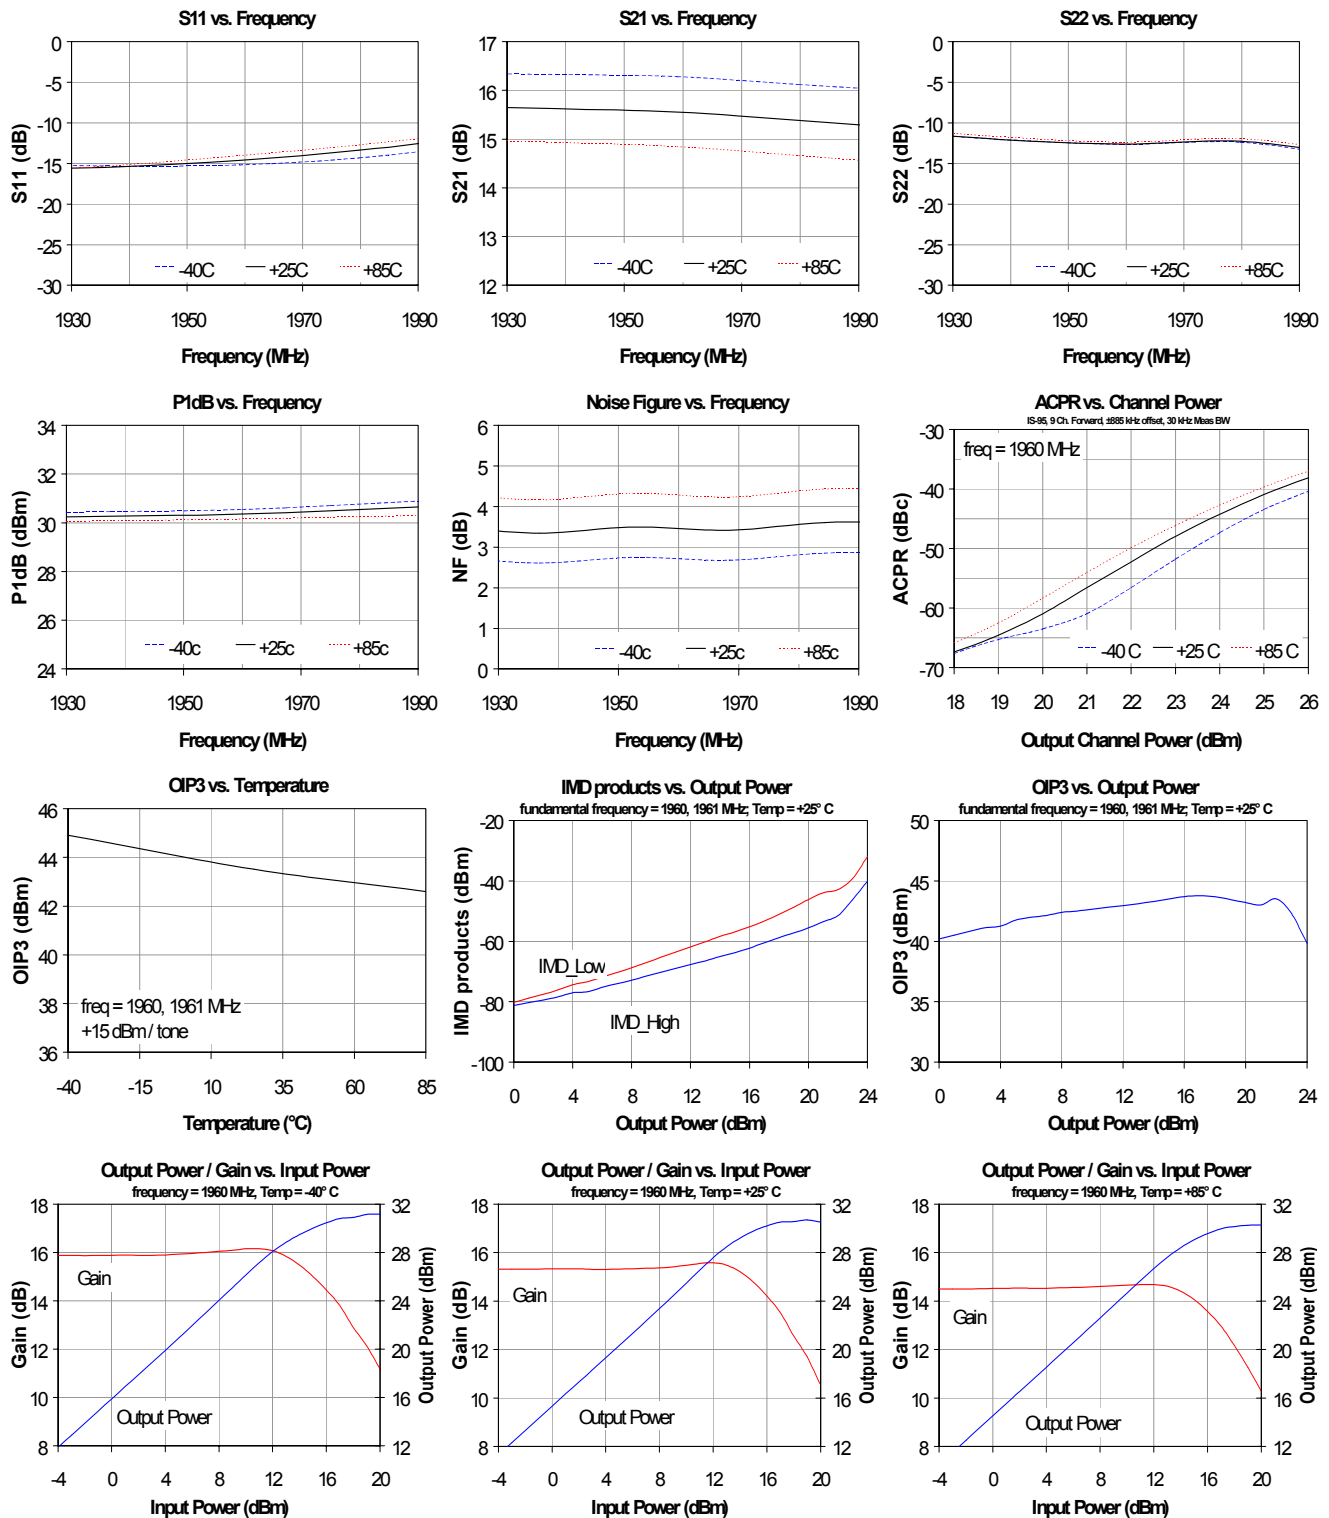 S11 vs. Frequency
0
-5
-10
-15
-20
-25
-30
S11 (dB)
-40C +25C +85C
1930 1950 1970 1990
Frequency (MHz)
S21 vs. Frequency
17
16
15
14
13
12
S21 (dB)
-40C +25C +85C
1930 1950 1970 1990
Frequency (MHz)
S22 vs. Frequency
0
-5
-10
-15
-20
-25
-30
S22 (dB)
-40C +25C +85C
1930 1950 1970 1990
Frequency (MHz)
P1dB vs. Frequency
34
32
30
28
26
24
P1dB (dBm)
-40c +25c +85c
1930 1950 1970 1990
Frequency (MHz)
Noise Figure vs. Frequency
6
5
4
3
2
1
0
NF (dB)
-40c +25c +85c
1930 1950 1970 1990
Frequency (MHz)
ACPR vs. Channel Power
IS-95, 9 Ch. Forward, ±885 kHz offset, 30 kHz Meas BW
-30
-40
-50
-60
-70
ACPR (dBc)
freq = 1960 MHz
-40 C +25 C +85 C
18 19 20 21 22 23 24 25 26
Output Channel Power (dBm)
OIP3 vs. Temperature
46
44
42
40
38
36
OIP3 (dBm)
freq = 1960, 1961 MHz
+15 dBm / tone
-40 -15 10 35 60 85
Temperature (°C)
IMD products vs. Output Power
fundamental frequency = 1960, 1961 MHz; Temp = +25° C
-20
-40
-60
-80
-100
IMD products (dBm)
IMD_Low
IMD_High
0 4 8 12 16 20 24
Output Power (dBm)
OIP3 vs. Output Power
fundamental frequency = 1960, 1961 MHz; Temp = +25° C
50
45
40
35
30
OIP3 (dBm)
0 4 8 12 16 20 24
Output Power (dBm)
Output Power / Gain vs. Input Power
frequency = 1960 MHz, Temp = -40° C
18
16
14
12
10
8
Gain (dB)
Gain
Output Power
32
28
24
20
16
12
Output Power (dBm)
-4 0 4 8 12 16 20
Input Power (dBm)
Output Power / Gain vs. Input Power
frequency = 1960 MHz, Temp = +25° C
18
16
14
12
10
8
Gain (dB)
Gain
Output Power
32
28
24
20
16
12
Output Power (dBm)
-4 0 4 8 12 16 20
Input Power (dBm)
Output Power / Gain vs. Input Power
frequency = 1960 MHz, Temp = +85° C
18
16
14
12
10
8
Gain (dB)
Gain
Output Power
32
28
24
20
16
12
Output Power (dBm)
-4 0 4 8 12 16 20
Input Power (dBm)